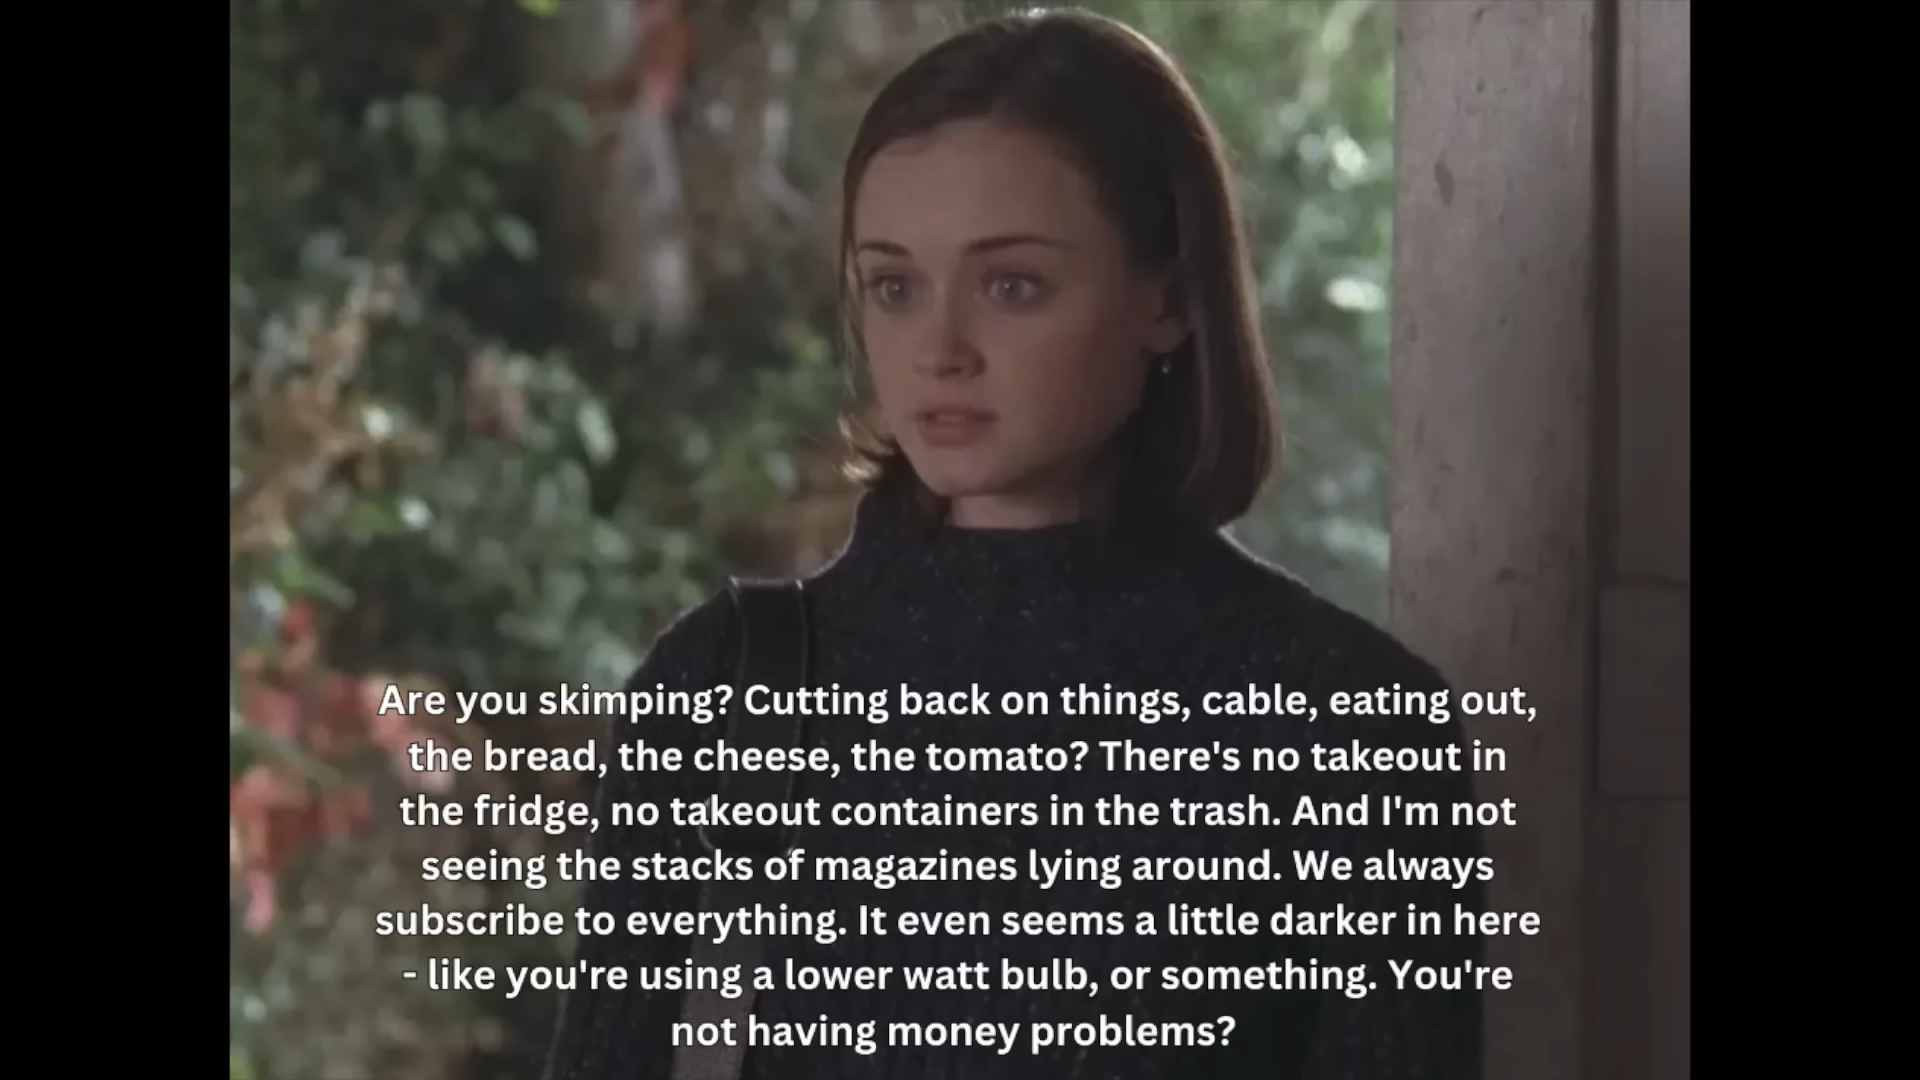 Are you skimping? Cutting back on things, cable, eating out,
the bread, the cheese, the tomato? There's no takeout in
the fridge, no takeout containers in the trash. And I'm not
seeing the stacks of magazines lying around. We always
subscribe to everything. It even seems a little darker in here
- like you're using a lower watt bulb, or something. You're
not having money problems?